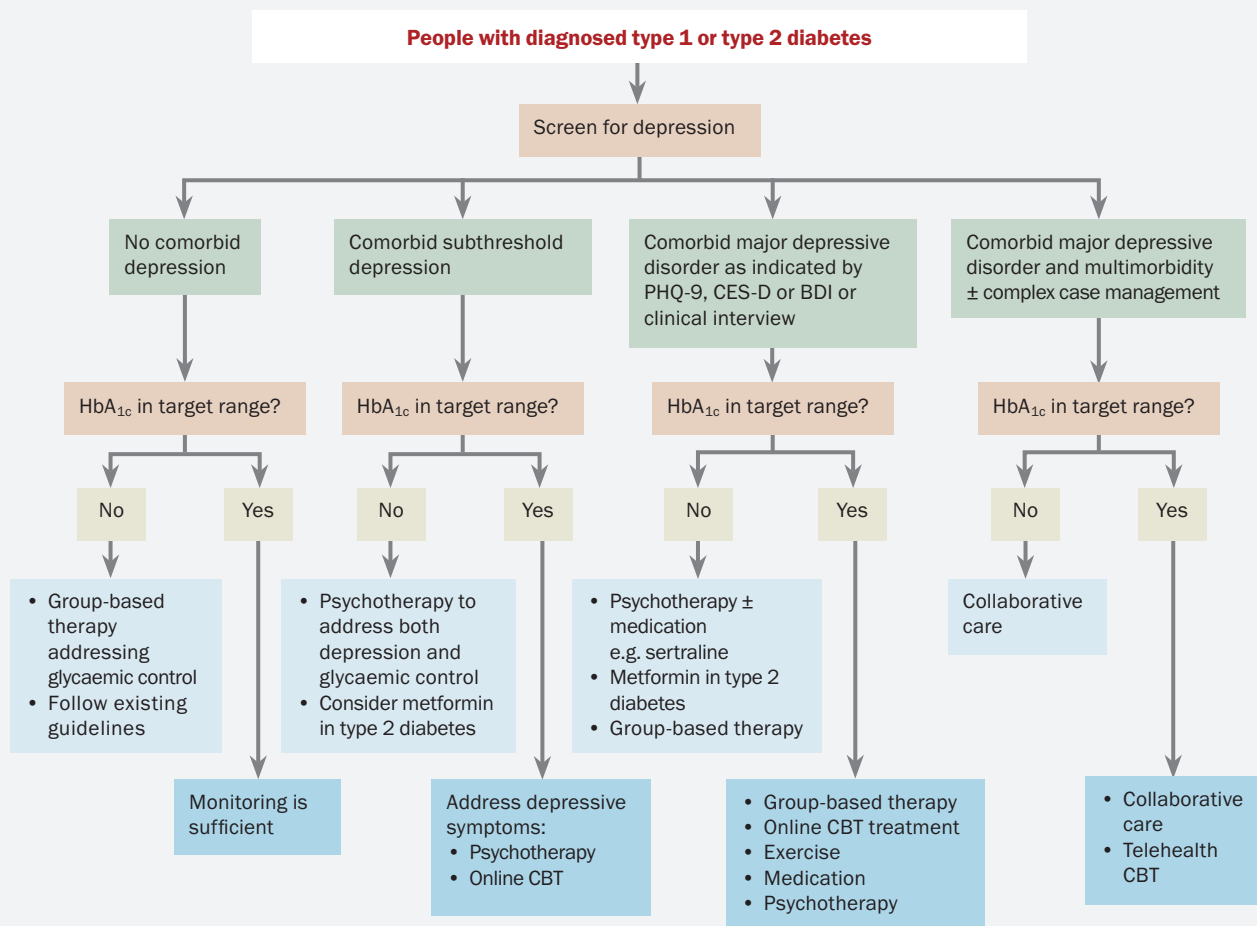 People with diagnosed type 1 or type 2 diabetes
Screen for depression
No comorbid
depression
Comorbid subthreshold
depression
Comorbid major depressive
disorder as indicated by
PHQ-9, CES-D or BDI or
clinical interview
Comorbid major depressive
disorder and multimorbidity
± complex case management
HbA1c in target range?
HbA1c in target range?
HbA1c in target range?
HbA1c in target range?
No
Yes
No
Yes
No
Yes
No
Yes
• Group-based
therapy
addressing
glycaemic control
• Follow existing
guidelines
• Psychotherapy to
address both
depression and
glycaemic control
• Consider metformin
in type 2 diabetes
• Psychotherapy ±
medication
e.g. sertraline
• Metformin in type 2
diabetes
• Group-based therapy
Collaborative
care
Monitoring is
sufficient
Address depressive
symptoms:
• Psychotherapy
• Online CBT
• Group-based therapy
• Online CBT treatment
• Exercise
• Medication
• Psychotherapy
• Collaborative
care
• Telehealth
CBT